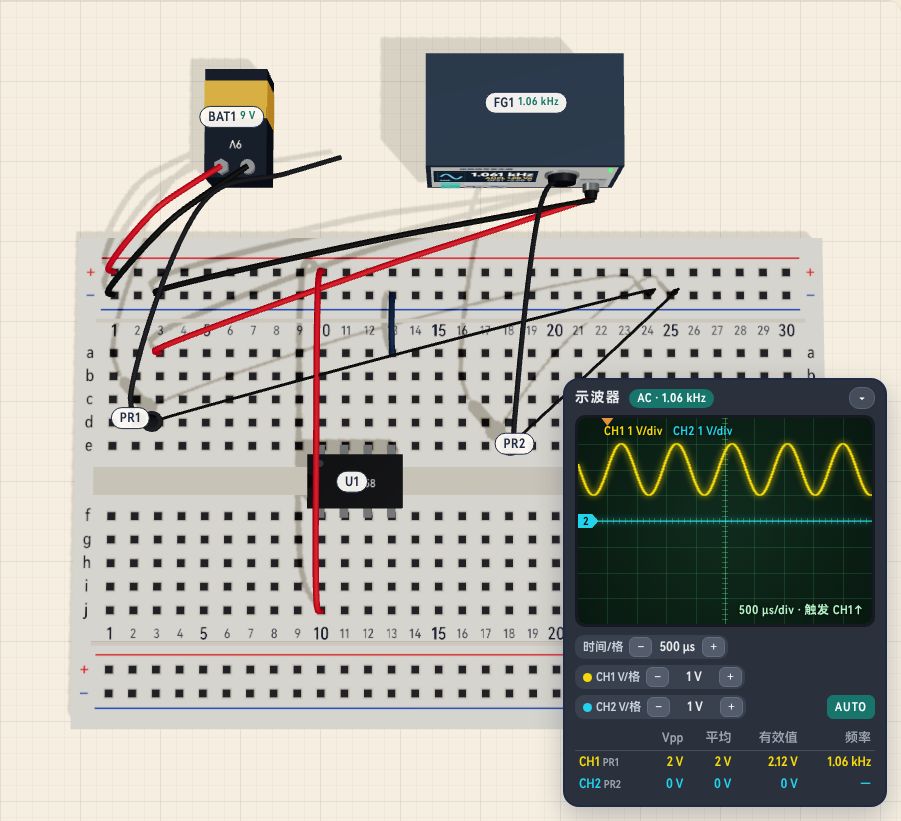 BAT1 9 V
FG1 1.06 kHz
1.061 kHz
+ +
− −
1 2 3 4 5 6 7 8 9 10 11 12 13 14 15 16 17 18 19 20 21 22 23 24 25 26 27 28 29 30
a a
b b
c
d
e
PR1
PR2
U1
f
g
h
i
j
1 2 3 4 5 6 7 8 9 10 11 12 13 14 15 16 17 18 19 20
+
−
示波器 AC · 1.06 kHz
CH1 1 V/div CH2 1 V/div
2
500 µs/div · 触发 CH1↑
时间/格 − 500 µs +
CH1 V/格 − 1 V +
CH2 V/格 − 1 V + AUTO
Vpp 平均 有效值 频率
CH1 PR1 2 V 2 V 2.12 V 1.06 kHz
CH2 PR2 0 V 0 V 0 V —